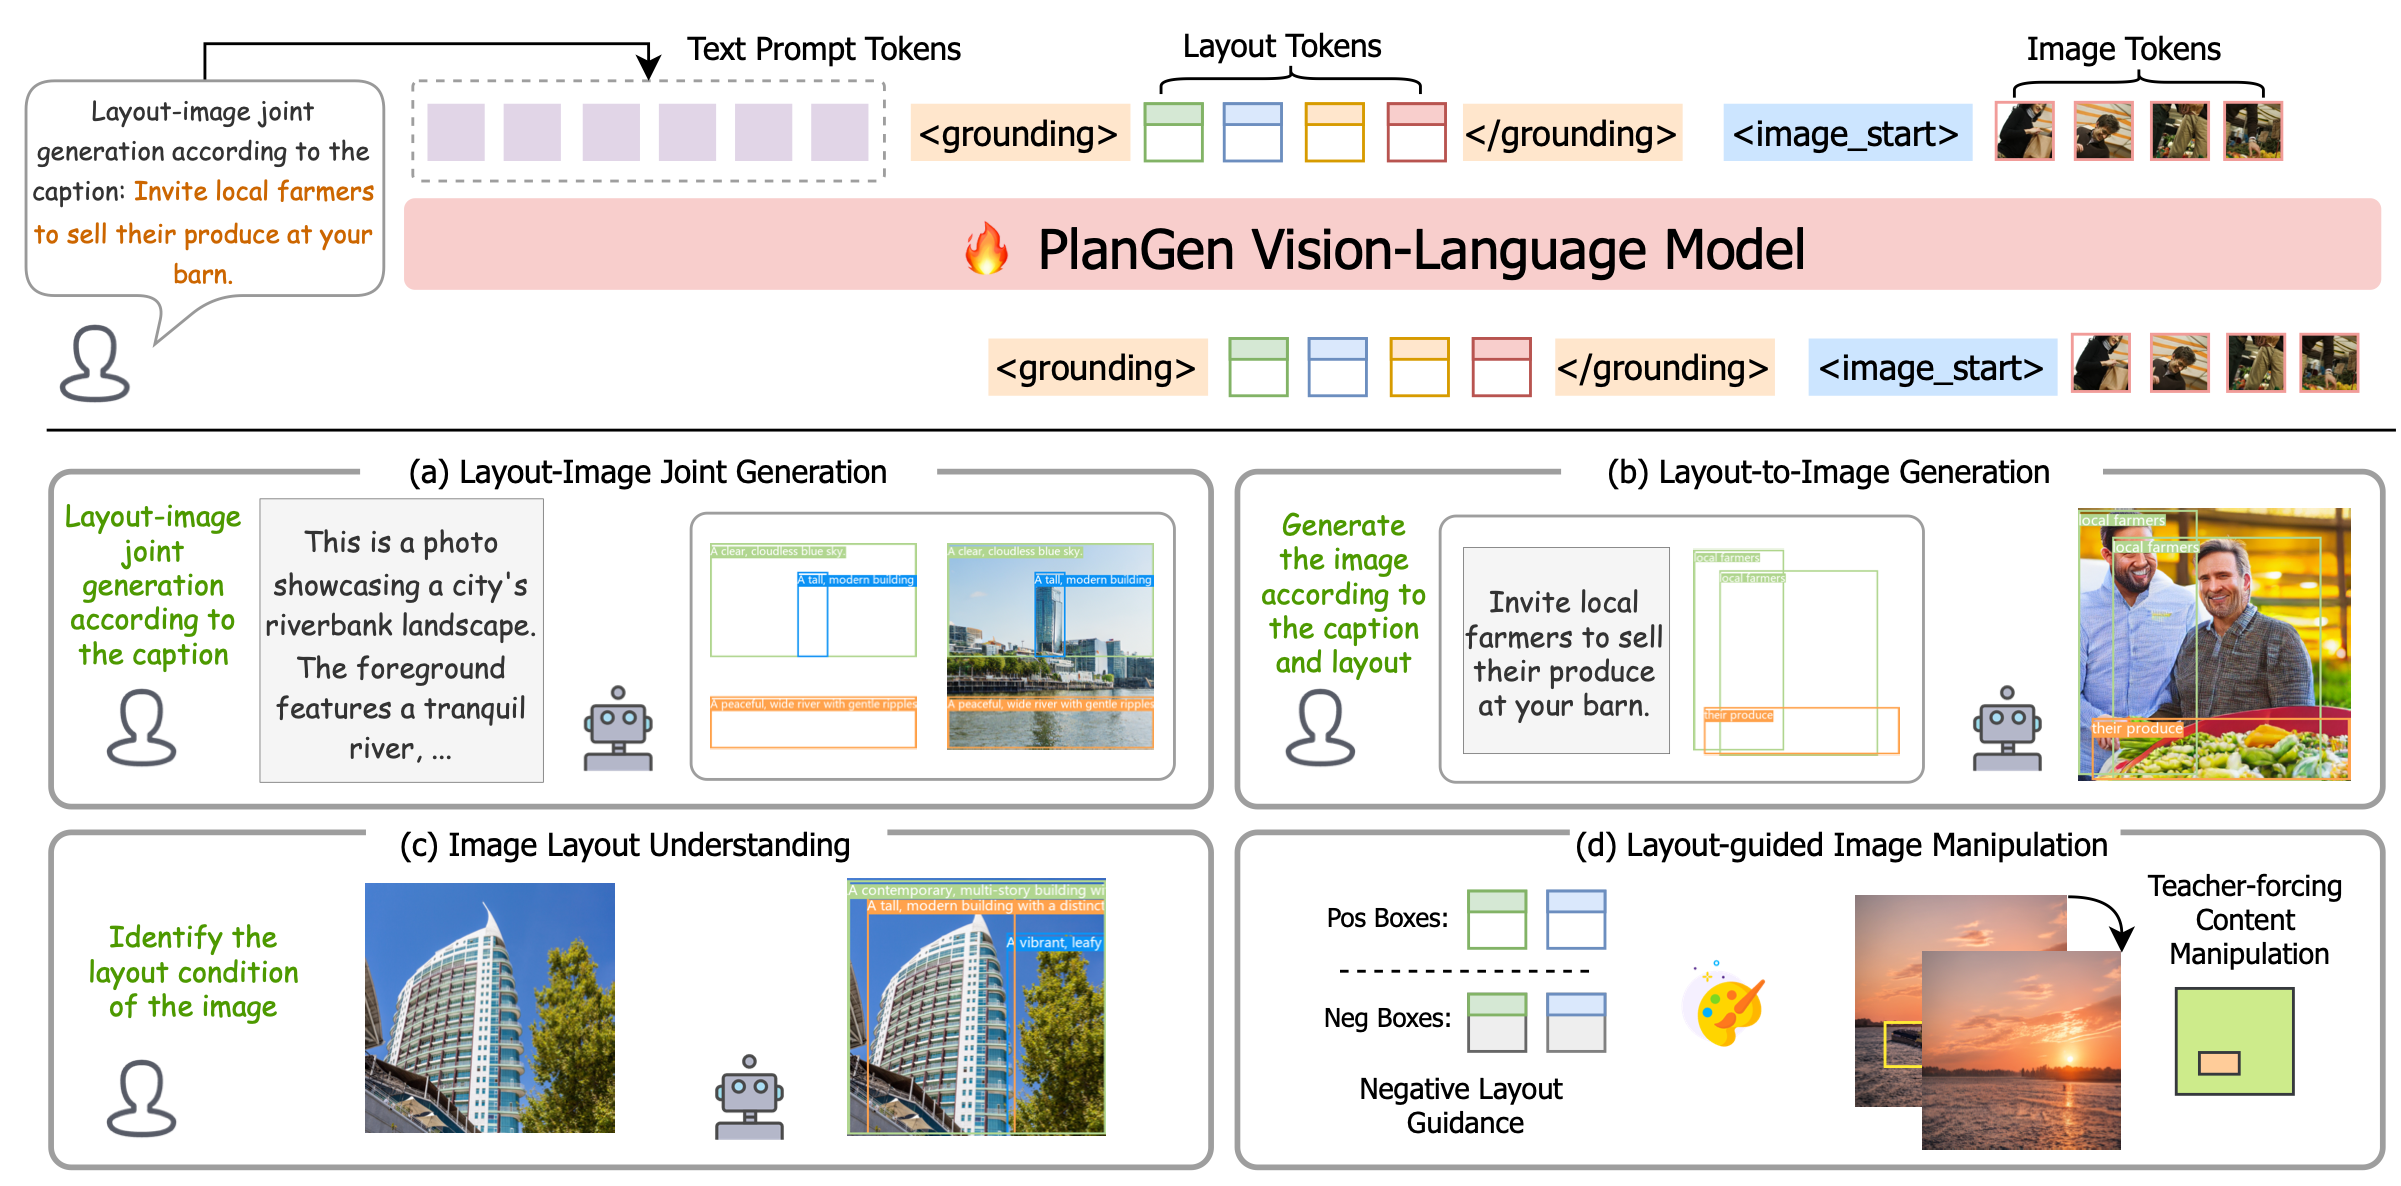 Text Prompt Tokens
Layout Tokens
Image Tokens
Layout-image joint
generation according to the
caption: Invite local farmers
to sell their produce at your
barn.
<grounding>
</grounding>
<image_start>
PlanGen Vision-Language Model
<grounding>
</grounding>
<image_start>
(a) Layout-Image Joint Generation
Layout-image
joint
generation
according to
the caption
This is a photo
showcasing a city's
riverbank landscape.
The foreground
features a tranquil
river, ...
A clear, cloudless blue sky.
A tall, modern building
A peaceful, wide river with gentle ripples
A clear, cloudless blue sky.
A tall, modern building
A peaceful, wide river with gentle ripples
(b) Layout-to-Image Generation
Generate
the image
according to
the caption
and layout
Invite local
farmers to sell
their produce
at your barn.
local farmers
local farmers
their produce
local farmers
local farmers
their produce
(c) Image Layout Understanding
Identify the
layout condition
of the image
A contemporary, multi-story building wi
A tall, modern building with a distinct
A vibrant, leafy
(d) Layout-guided Image Manipulation
Pos Boxes:
Neg Boxes:
Negative Layout
Guidance
Teacher-forcing
Content
Manipulation